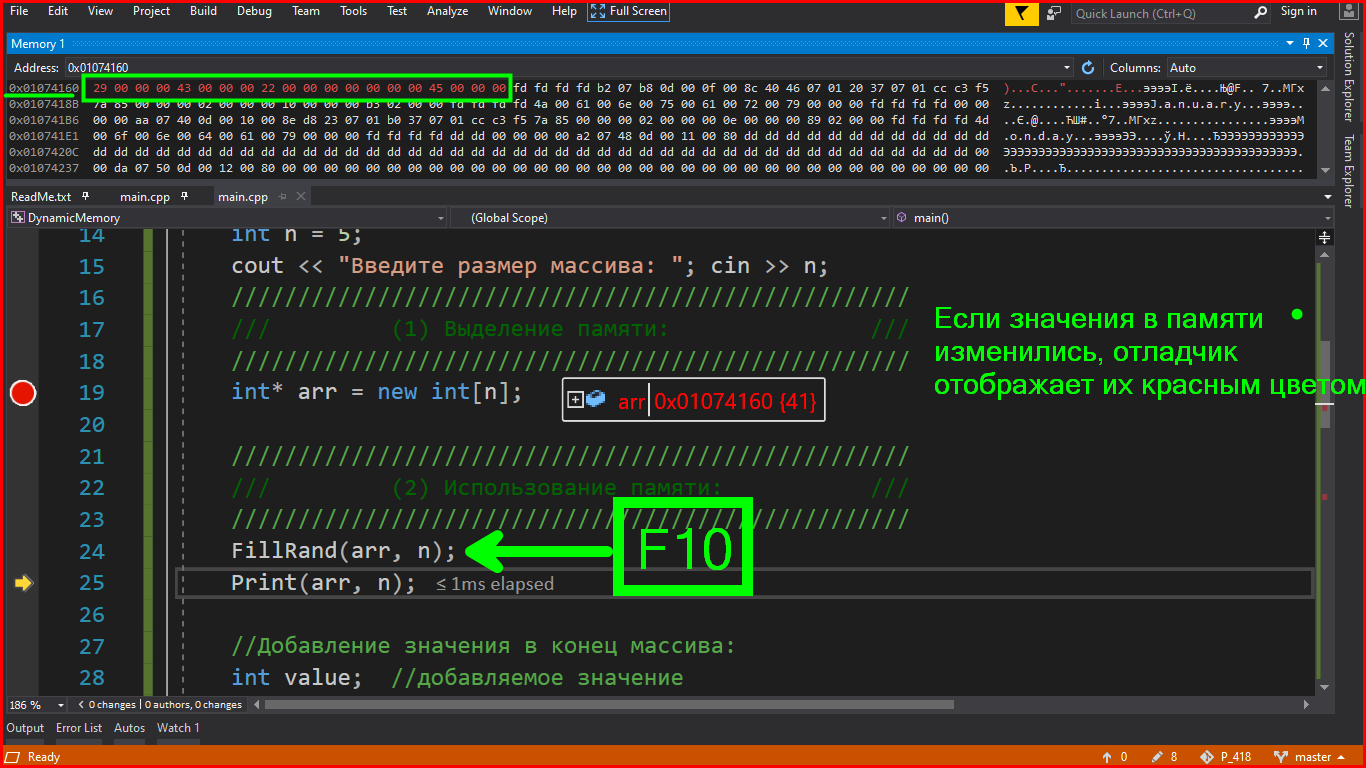 File Edit View Project Build Debug Team Tools Test Analyze Window Help Full Screen Quick Launch (Ctrl+Q) Sign in
Memory 1
Address: 0x01074160 Columns: Auto
0x01074160 29 00 00 00 43 00 00 00 22 00 00 00 00 00 00 00 45 00 00 00 fd fd fd fd b2 07 b8 0d 00 0f 00 8c 40 46 07 01 20 37 07 01 cc c3 f5
0x0107418B 7a 85 00 00 00 02 00 00 00 10 00 00 00 b3 02 00 00 fd fd fd fd 4a 00 61 00 6e 00 75 00 61 00 72 00 79 00 00 00 fd fd fd fd 00 00
0x010741B6 00 00 aa 07 40 0d 00 10 00 8e d8 23 07 01 b0 37 07 01 cc c3 f5 7a 85 00 00 00 02 00 00 00 0e 00 00 00 89 02 00 00 fd fd fd fd 4d
0x010741E1 00 6f 00 6e 00 64 00 61 00 79 00 00 00 fd fd fd fd dd dd 00 00 00 00 a2 07 48 0d 00 11 00 80 dd dd dd dd dd dd dd dd dd dd dd dd
0x0107420C dd dd dd dd dd dd dd dd dd dd dd dd dd dd dd dd dd dd dd dd dd dd dd dd dd dd dd dd dd dd dd dd dd dd dd dd dd dd dd dd dd dd 00
0x01074237 00 da 07 50 0d 00 12 00 80 00 00 00 00 00 00 00 00 00 00 00 00 00 00 00 00 00 00 00 00 00 00 00 00 00 00 00 00 00 00 00 00 00 00
ReadMe.txt main.cpp main.cpp
DynamicMemory (Global Scope) main()
14 int n = 5;
15 cout << "Введите размер массива: "; cin >> n;
16 ///////////////////////////////////////////////////
17 /// (1) Выделение памяти: ///
18 ///////////////////////////////////////////////////
19 int* arr = new int[n];
arr 0x01074160 {41}
Если значения в памяти
изменились, отладчик
отображает их красным цветом
20
21 ///////////////////////////////////////////////////
22 /// (2) Использование памяти: ///
23 ///////////////////////////////////////////////////
24 FillRand(arr, n);
F10
25 Print(arr, n); ≤ 1ms elapsed
26
27 //Добавление значения в конец массива:
28 int value; //добавляемое значение
186 % 0 changes | 0 authors, 0 changes
Output Error List Autos Watch 1
Ready 0 8 P_418 master
Solution Explorer
Team Explorer